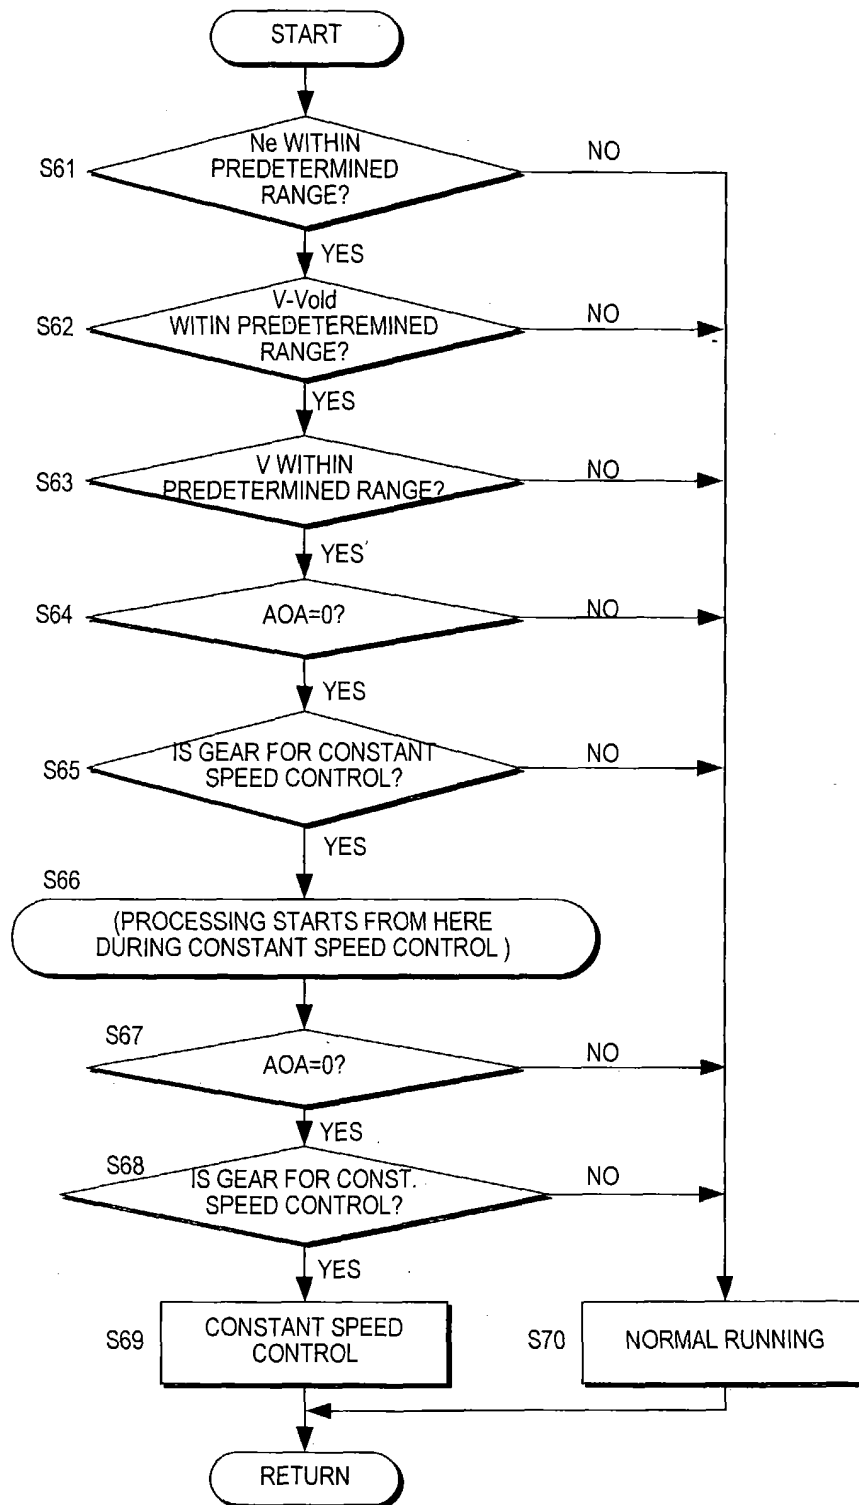 START
Ne WITHIN
PREDETERMINED
RANGE?
S61
NO
YES
V-Vold
WITIN PREDETEREMINED
RANGE?
S62
NO
YES
V WITHIN
PREDETERMINED RANGE?
S63
NO
YES
AOA=0?
S64
NO
YES
IS GEAR FOR CONSTANT
SPEED CONTROL?
S65
NO
YES
S66
(PROCESSING STARTS FROM HERE
DURING CONSTANT SPEED CONTROL )
S67
AOA=0?
NO
YES
S68
IS GEAR FOR CONST.
SPEED CONTROL?
NO
YES
S69
CONSTANT SPEED
CONTROL
S70
NORMAL RUNNING
RETURN